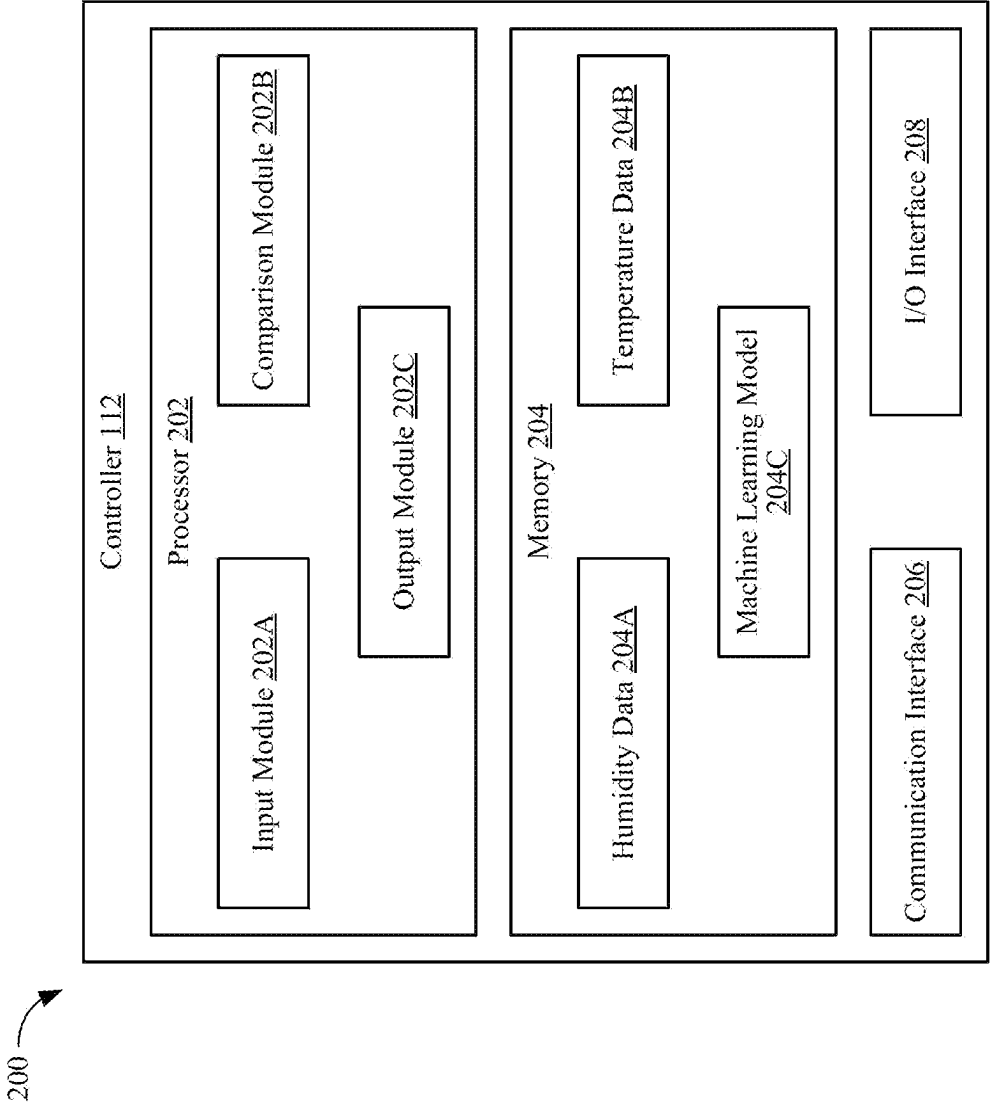 200
Controller 112
Processor 202
Input Module 202A
Comparison Module 202B
Output Module 202C
Memory 204
Humidity Data 204A
Temperature Data 204B
Machine Learning Model
204C
Communication Interface 206
I/O Interface 208